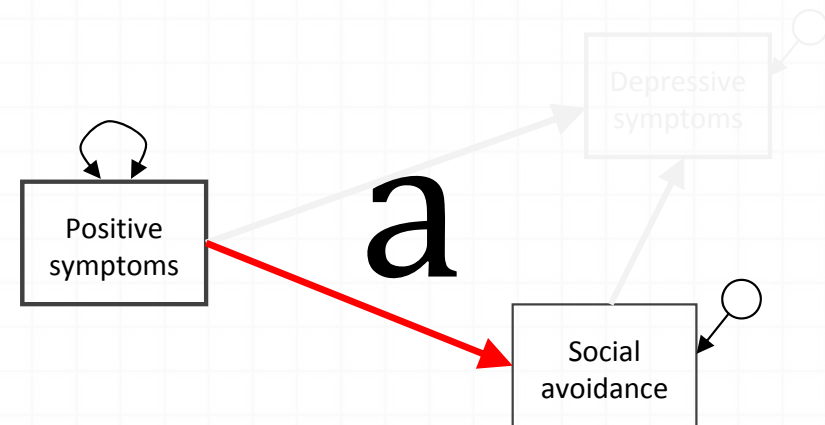 Depressive
symptoms
a
Positive
symptoms
Social
avoidance